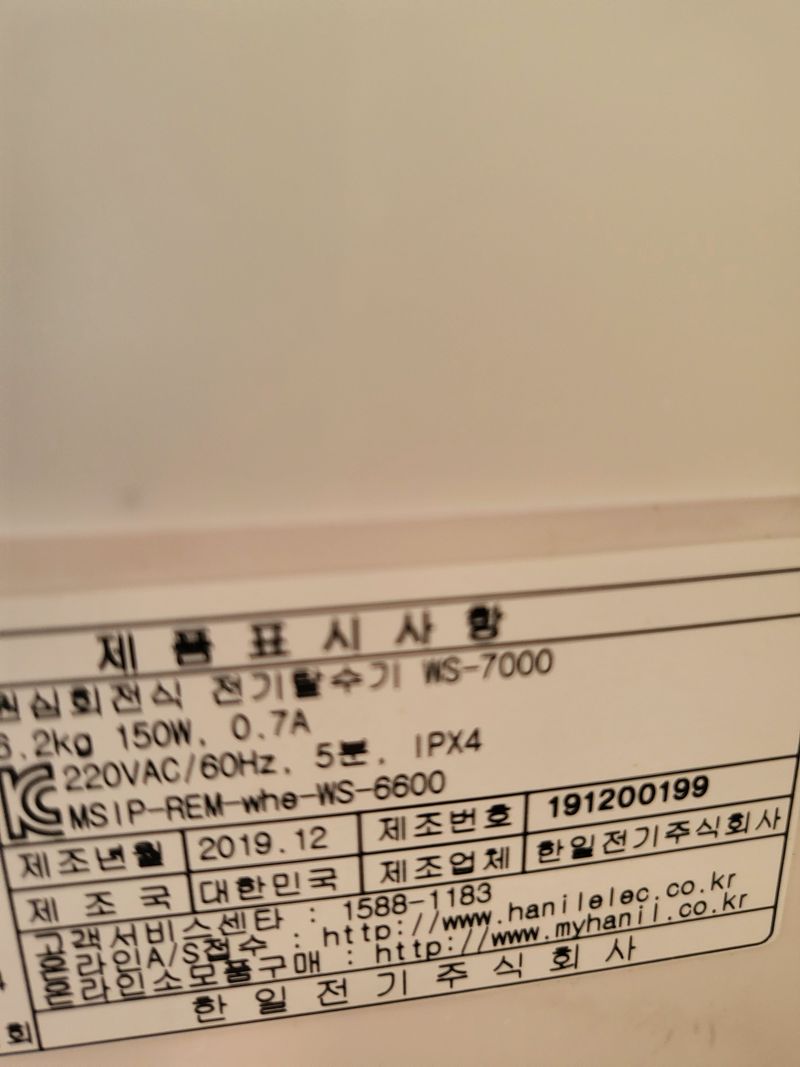 제품표시사항
원심회전식 전기탈수기 WS-7000
6.2kg 150W, 0.7A
220VAC/60Hz, 5분, IPX4
MSIP-REM-whe-WS-6600
제조년월 2019.12 제조번호 191200199
제조국 대한민국 제조업체 한일전기주식회사
고객서비스센타 : 1588-1183
온라인A/S접수 : http://www.hanilelec.co.kr
온라인소모품구매 : http://www.myhanil.co.kr
한일전기주식회사
회